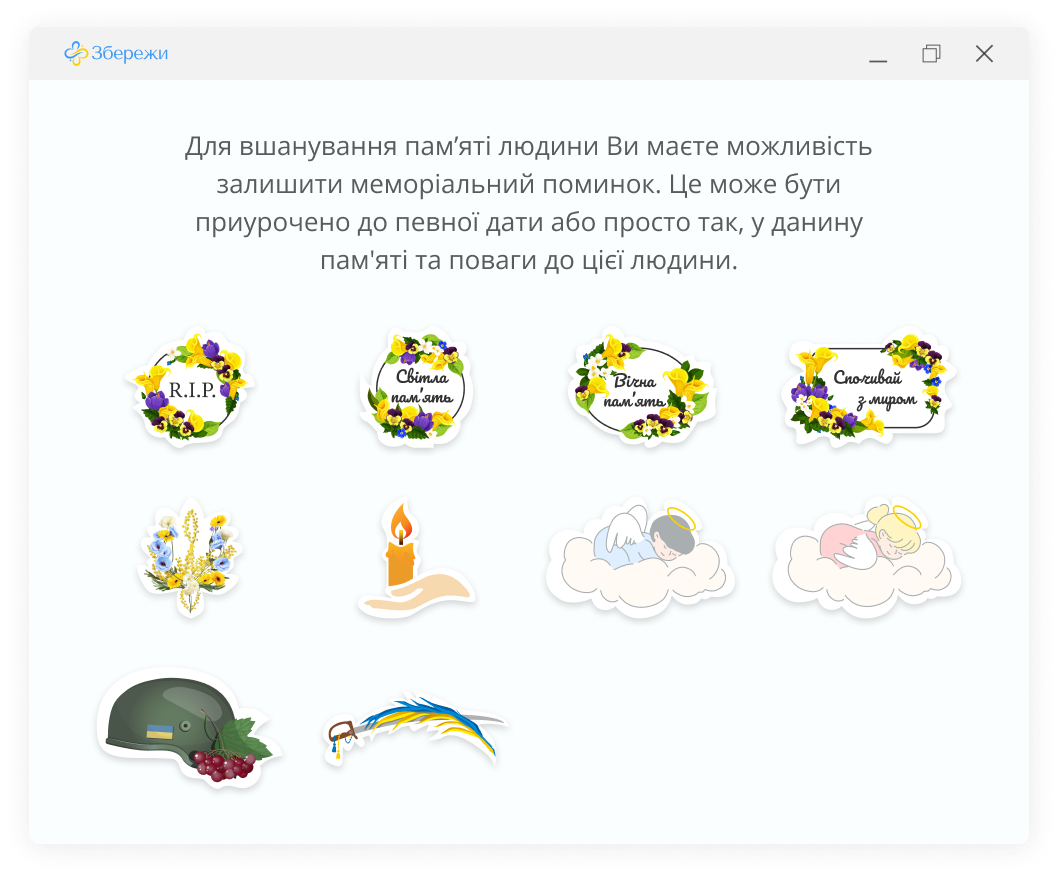 Збережи
Для вшанування пам’яті людини Ви маєте можливість
залишити меморіальний поминок. Це може бути
приурочено до певної дати або просто так, у данину
пам'яті та поваги до цієї людини.
R.I.P.
Світла
пам'ять
Вічна
пам'ять
Спочивай
з миром